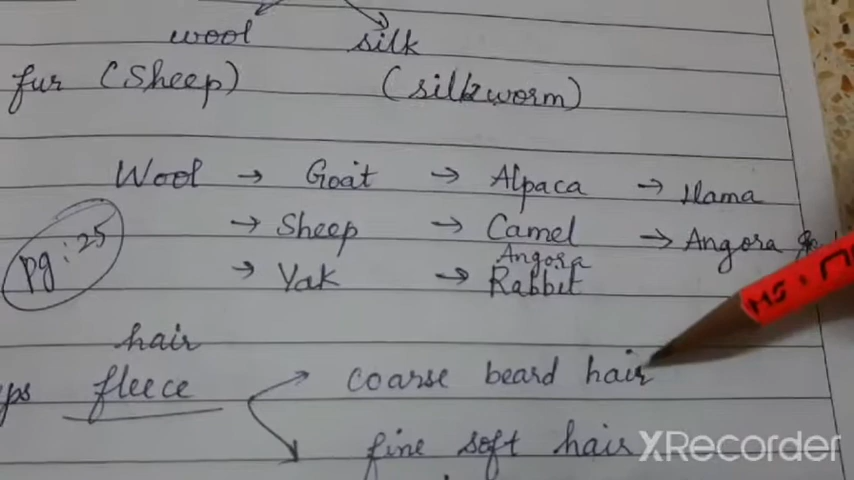 wool silk
fur (Sheep) (silkworm)
Wool → Goat → Alpaca → llama
→ Sheep → Camel → Angora
pg : 25
→ Yak → Angora Rabbit
hair
fleece → coarse beard hair
fine soft hair
XRecorder